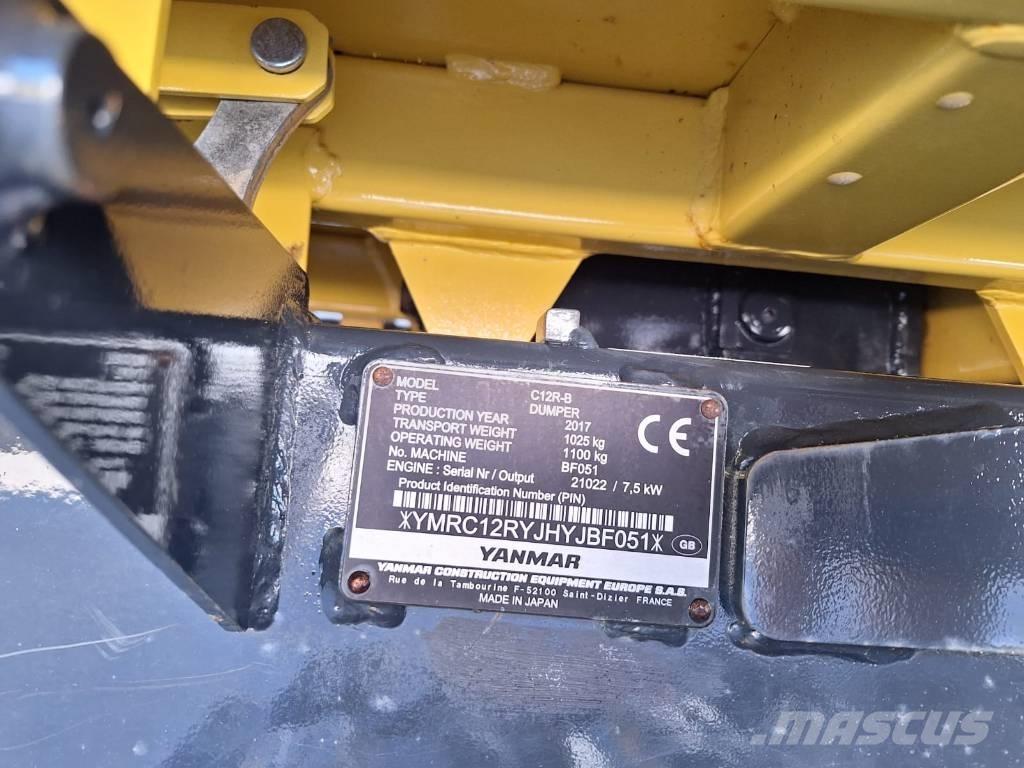 MODEL C12R-B
TYPE DUMPER
PRODUCTION YEAR 2017
TRANSPORT WEIGHT 1025 kg
OPERATING WEIGHT 1100 kg
No. MACHINE BF051
ENGINE : Serial Nr / Output 21022 / 7,5 kW
Product Identification Number (PIN)
CE
*YMRC12RYJHYJBF051*
GB
YANMAR
YANMAR CONSTRUCTION EQUIPMENT EUROPE S.A.S.
Rue de la Tambourine F-52100 Saint-Dizier FRANCE
MADE IN JAPAN
MASCUS